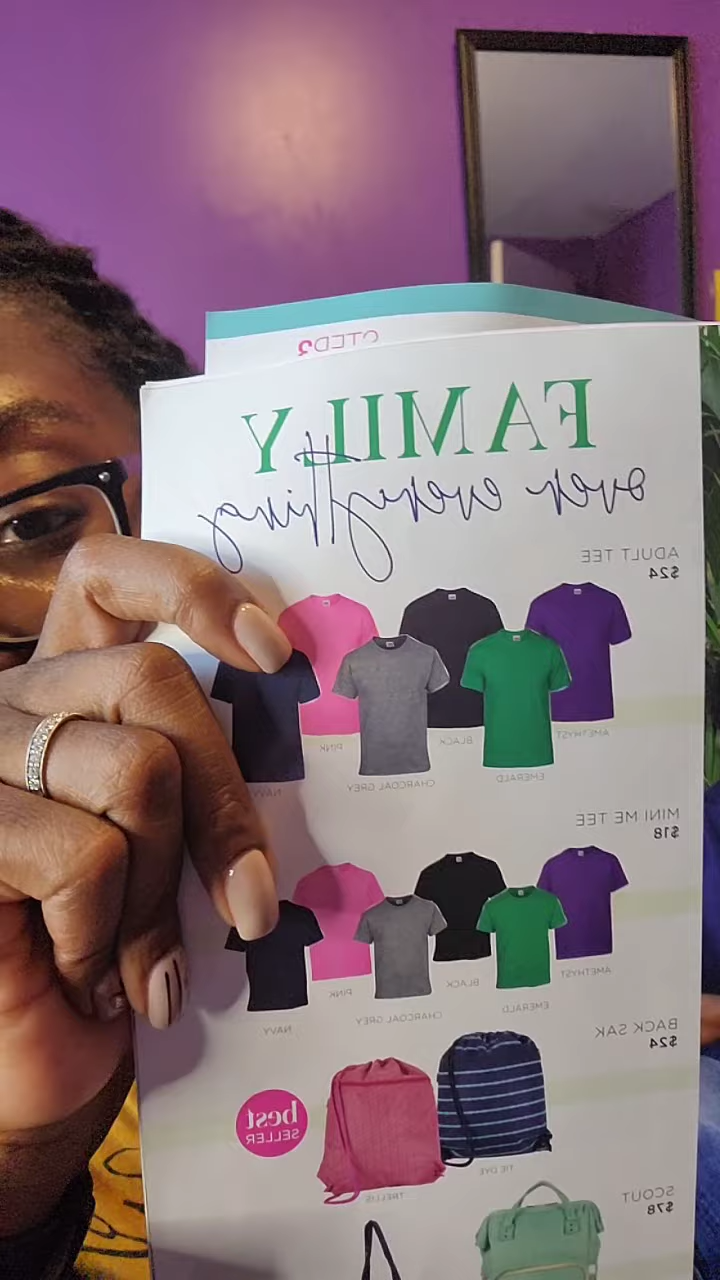 FAMILY
over everything
ADULT TEE
$24
AMETHYST
EMERALD
BLACK
CHARCOAL GREY
PINK
NAVY
MINI ME TEE
$18
AMETHYST
EMERALD
BLACK
CHARCOAL GREY
PINK
NAVY
BACK SAK
$24
best
SELLER
TIE DYE
TRELLIS
SCOUT
$78